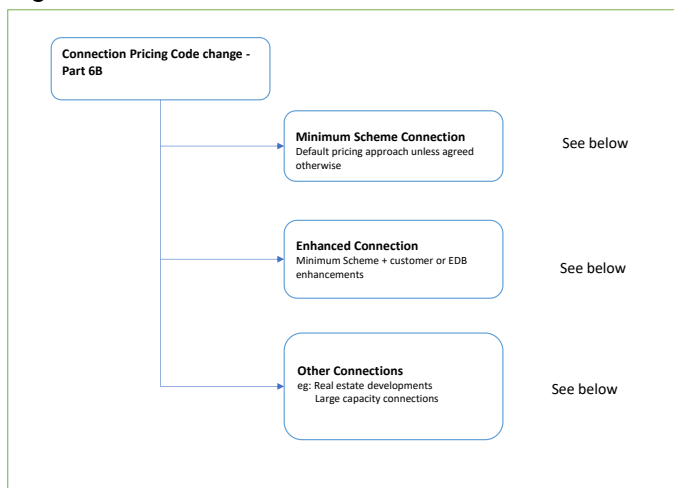 Connection Pricing Code change -
Part 6B
Minimum Scheme Connection
Default pricing approach unless agreed
otherwise
See below
Enhanced Connection
Minimum Scheme + customer or EDB
enhancements
See below
Other Connections
eg: Real estate developments
Large capacity connections
See below